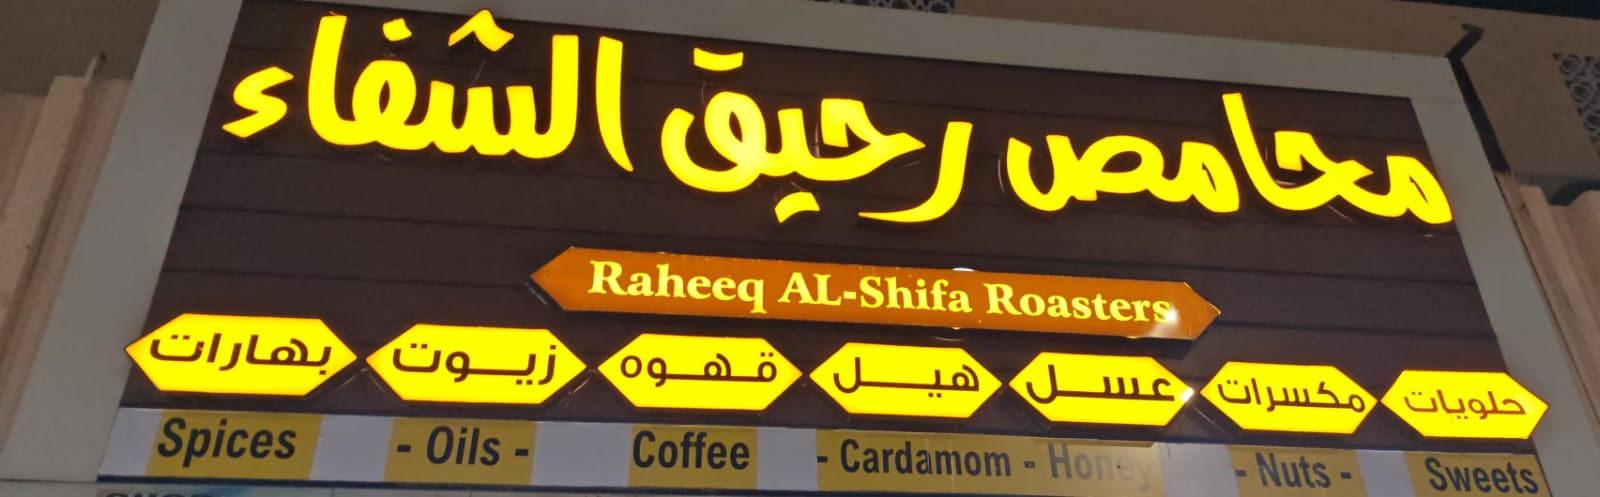 محامص رحيق الشفاء
Raheeq AL-Shifa Roasters
حلويات مكسرات عسل هيل قهوه زيوت بهارات
Spices - Oils - Coffee - Cardamom - Honey - Nuts - Sweets